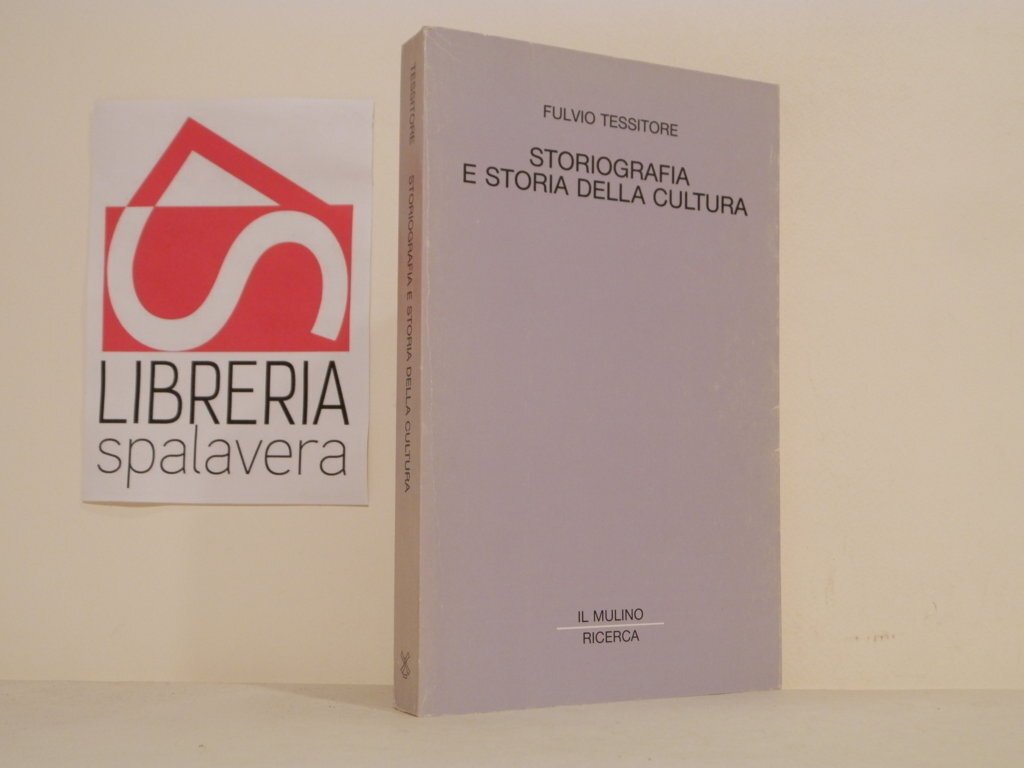 LIBRERIA
spalavera
TESSITORE STORIOGRAFIA E STORIA DELLA CULTURA
FULVIO TESSITORE
STORIOGRAFIA
E STORIA DELLA CULTURA
IL MULINO
RICERCA